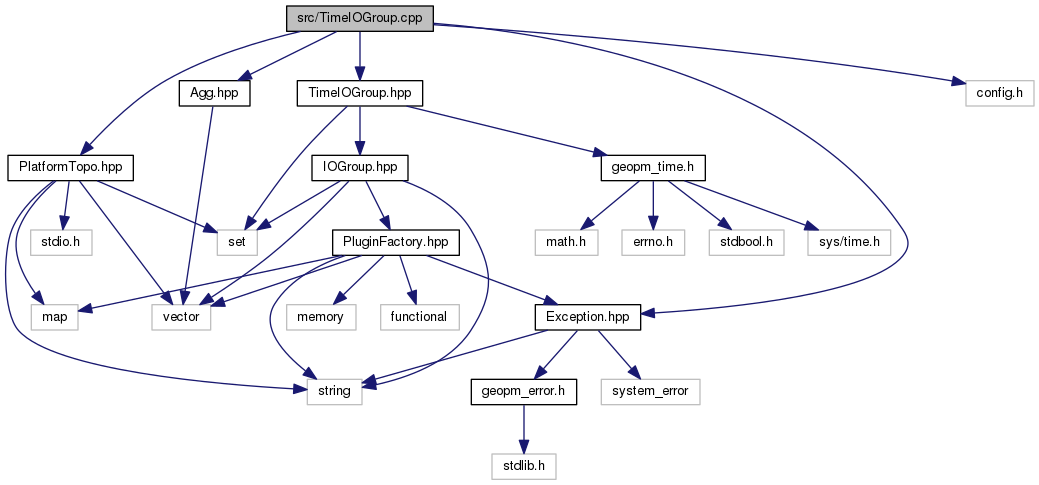 src/TimeIOGroup.cpp
Agg.hpp
TimeIOGroup.hpp
config.h
PlatformTopo.hpp
IOGroup.hpp
geopm_time.h
stdio.h
set
PluginFactory.hpp
math.h
errno.h
stdbool.h
sys/time.h
map
vector
memory
functional
Exception.hpp
string
geopm_error.h
system_error
stdlib.h